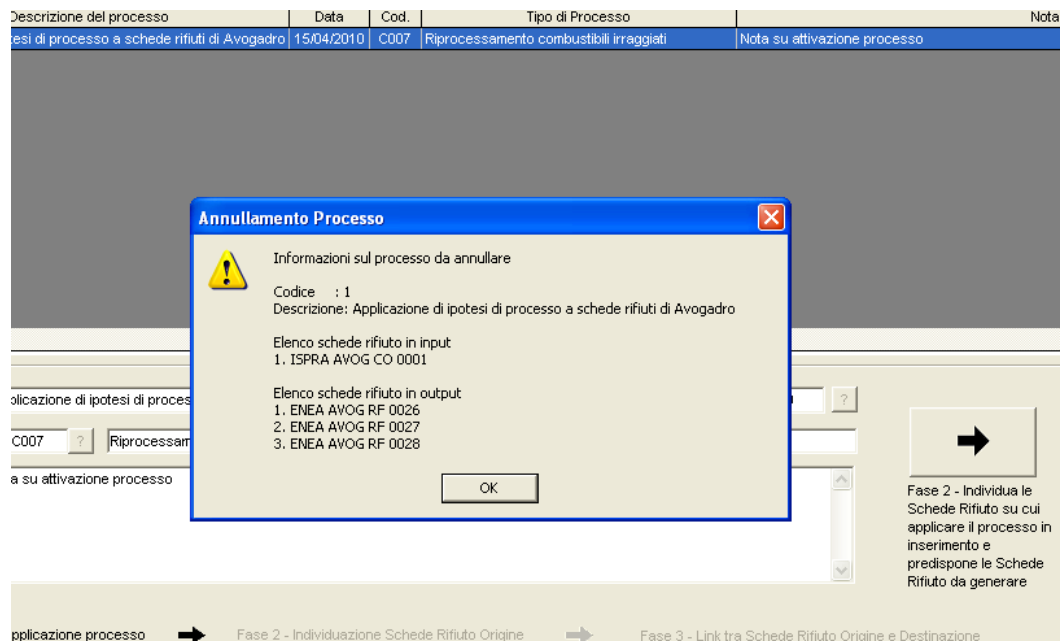 Descrizione del processo Data Cod. Tipo di Processo Nota
tesi di processo a schede rifiuti di Avogadro 15/04/2010 C007 Riprocessamento combustibili irraggiati Nota su attivazione processo
Annullamento Processo
Informazioni sul processo da annullare
Codice : 1
Descrizione: Applicazione di ipotesi di processo a schede rifiuti di Avogadro
Elenco schede rifiuto in input
1. ISPRA AVOG CO 0001
Elenco schede rifiuto in output
1. ENEA AVOG RF 0026
2. ENEA AVOG RF 0027
3. ENEA AVOG RF 0028
OK
plicazione di ipotesi di proces ?
C007 ? Riprocessam
a su attivazione processo
Fase 2 - Individua le
Schede Rifiuto su cui
applicare il processo in
inserimento e
predispone le Schede
Rifiuto da generare
pplicazione processo Fase 2 - Individuazione Schede Rifiuto Origine Fase 3 - Link tra Schede Rifiuto Origine e Destinazione